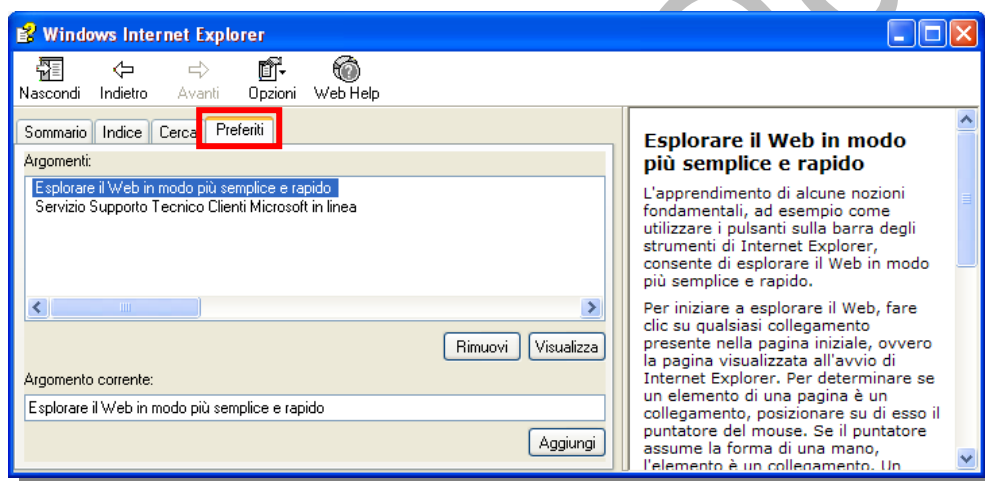 Windows Internet Explorer
Nascondi Indietro Avanti Opzioni Web Help
Sommario Indice Cerca Preferiti
Argomenti:
Esplorare il Web in modo più semplice e rapido
Servizio Supporto Tecnico Clienti Microsoft in linea
Rimuovi Visualizza
Argomento corrente:
Esplorare il Web in modo più semplice e rapido
Aggiungi
Esplorare il Web in modo
più semplice e rapido
L'apprendimento di alcune nozioni
fondamentali, ad esempio come
utilizzare i pulsanti sulla barra degli
strumenti di Internet Explorer,
consente di esplorare il Web in modo
più semplice e rapido.
Per iniziare a esplorare il Web, fare
clic su qualsiasi collegamento
presente nella pagina iniziale, ovvero
la pagina visualizzata all'avvio di
Internet Explorer. Per determinare se
un elemento di una pagina è un
collegamento, posizionare su di esso il
puntatore del mouse. Se il puntatore
assume la forma di una mano,
l'elemento è un collegamento. Un